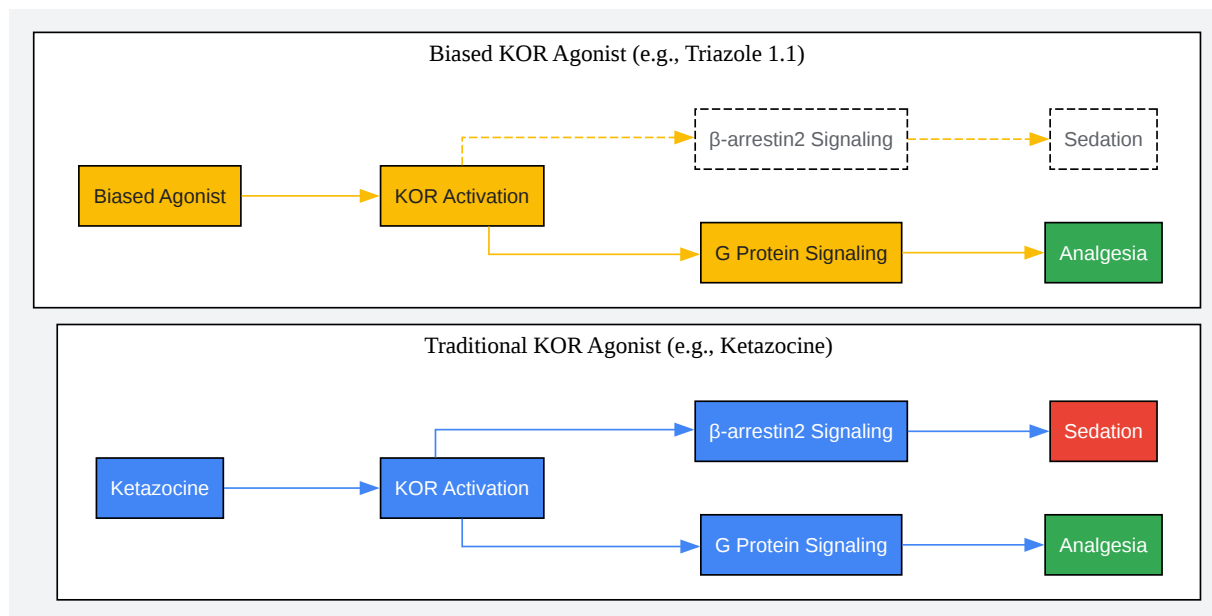 Biased KOR Agonist (e.g., Triazole 1.1)
β-arrestin2 Signaling
Sedation
Biased Agonist
KOR Activation
G Protein Signaling
Analgesia
Traditional KOR Agonist (e.g., Ketazocine)
β-arrestin2 Signaling
Sedation
Ketazocine
KOR Activation
G Protein Signaling
Analgesia